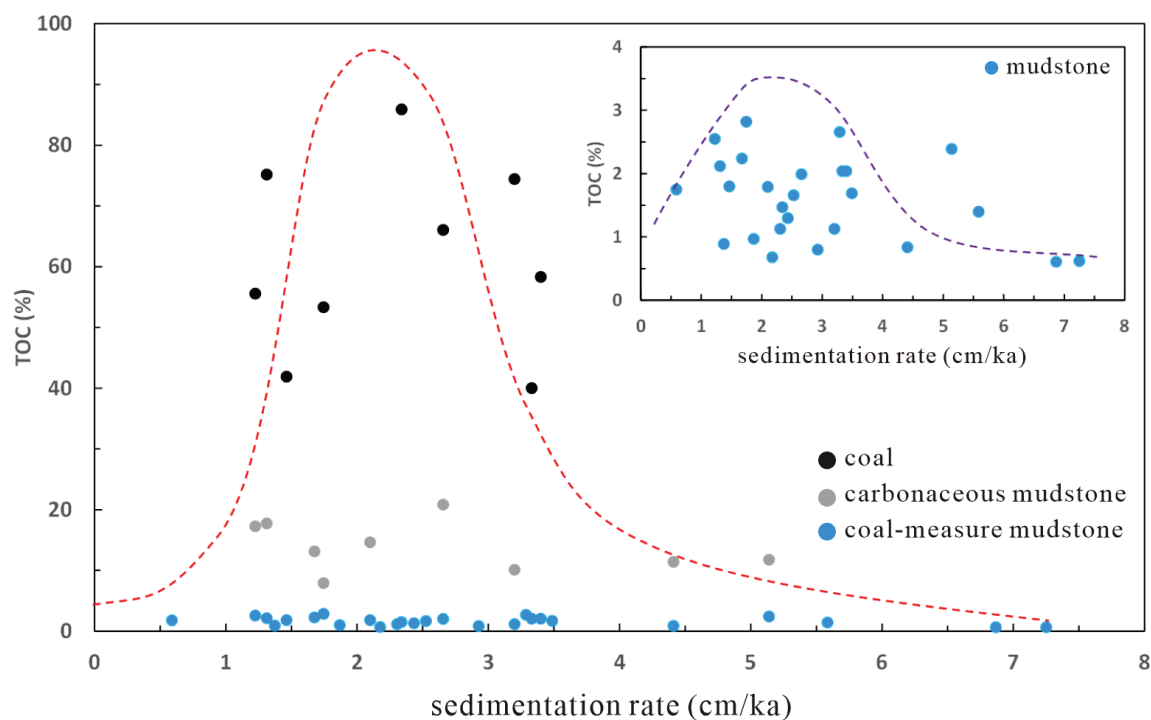 100
80
60
40
20
0
TOC (%)
0 1 2 3 4 5 6 7 8
sedimentation rate (cm/ka)
4
3
2
1
0
TOC (%)
mudstone
0 1 2 3 4 5 6 7 8
sedimentation rate (cm/ka)
coal
carbonaceous mudstone
coal-measure mudstone